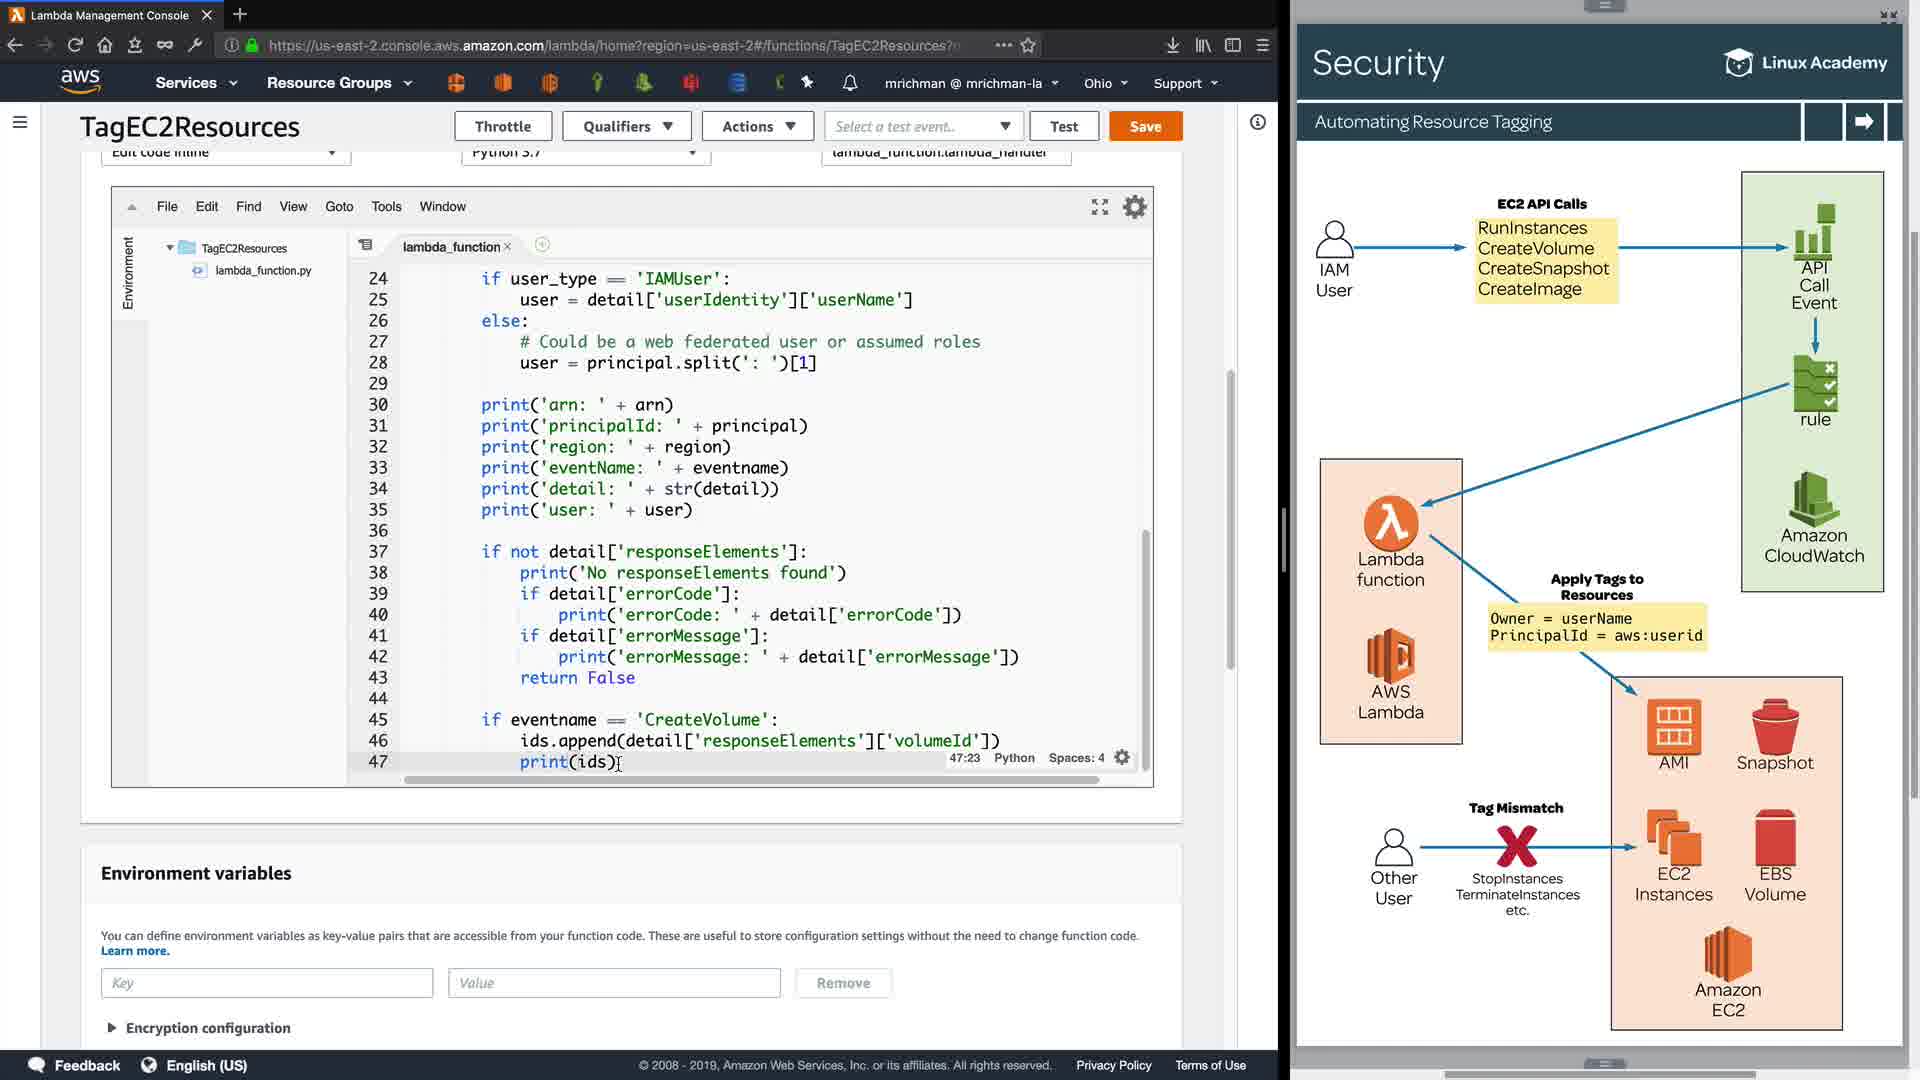 Lambda Management Console
https://us-east-2.console.aws.amazon.com/lambda/home?region=us-east-2#/functions/TagEC2Resources?
aws
Services
Resource Groups
mrichman @ mrichman-la
Ohio
Support
TagEC2Resources
Throttle
Qualifiers
Actions
Select a test event..
Test
Save
Edit code inline
Python 3.7
lambda_function.lambda_handler
File Edit Find View Goto Tools Window
Environment
TagEC2Resources
lambda_function.py
lambda_function
24 if user_type == 'IAMUser':
25 user = detail['userIdentity']['userName']
26 else:
27 # Could be a web federated user or assumed roles
28 user = principal.split(': ')[1]
29
30 print('arn: ' + arn)
31 print('principalId: ' + principal)
32 print('region: ' + region)
33 print('eventName: ' + eventname)
34 print('detail: ' + str(detail))
35 print('user: ' + user)
36
37 if not detail['responseElements']:
38 print('No responseElements found')
39 if detail['errorCode']:
40 print('errorCode: ' + detail['errorCode'])
41 if detail['errorMessage']:
42 print('errorMessage: ' + detail['errorMessage'])
43 return False
44
45 if eventname == 'CreateVolume':
46 ids.append(detail['responseElements']['volumeId'])
47 print(ids)
47:23 Python Spaces: 4
Environment variables
You can define environment variables as key-value pairs that are accessible from your function code. These are useful to store configuration settings without the need to change function code.
Learn more.
Key
Value
Remove
Encryption configuration
Feedback
English (US)
© 2008 - 2019, Amazon Web Services, Inc. or its affiliates. All rights reserved.
Privacy Policy
Terms of Use
Security
Linux Academy
Automating Resource Tagging
EC2 API Calls
RunInstances
CreateVolume
CreateSnapshot
CreateImage
IAM
User
API
Call
Event
rule
Amazon
CloudWatch
Lambda
function
AWS
Lambda
Apply Tags to
Resources
Owner = userName
PrincipalId = aws:userid
AMI
Snapshot
Tag Mismatch
Other
User
StopInstances
TerminateInstances
etc.
EC2
Instances
EBS
Volume
Amazon
EC2